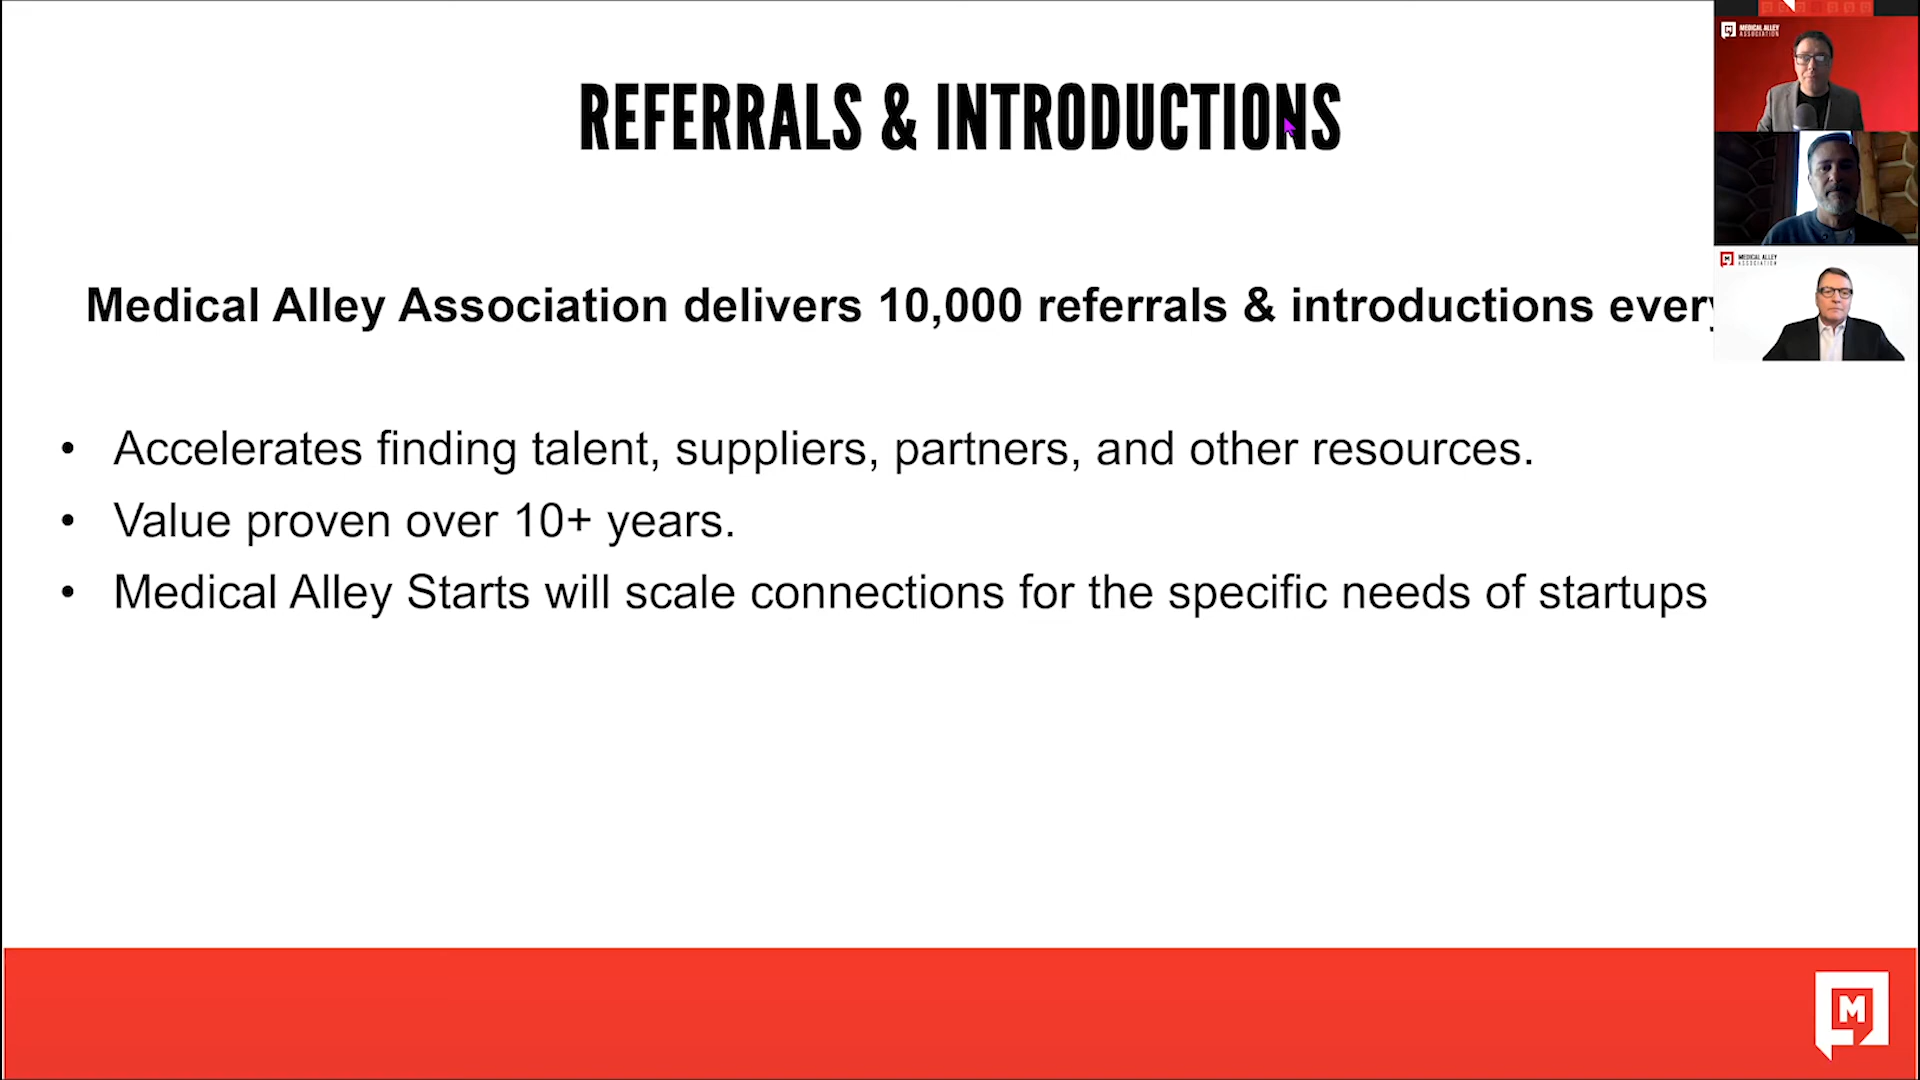 REFERRALS & INTRODUCTIONS
MEDICAL ALLEY
ASSOCIATION
MEDICAL ALLEY
ASSOCIATION
Medical Alley Association delivers 10,000 referrals & introductions every
• Accelerates finding talent, suppliers, partners, and other resources.
• Value proven over 10+ years.
• Medical Alley Starts will scale connections for the specific needs of startups
M